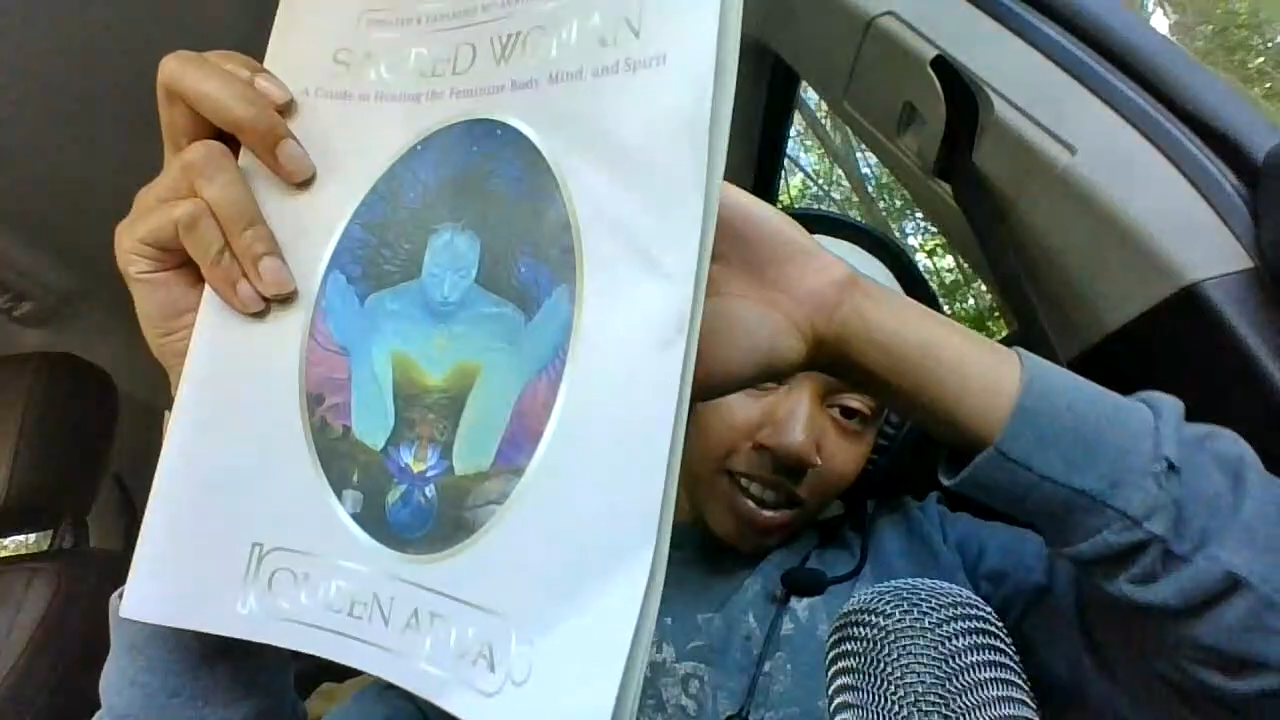 SACRED WOMAN
A Guide to Healing the Feminine Body, Mind, and Spirit
QUEEN AFUA